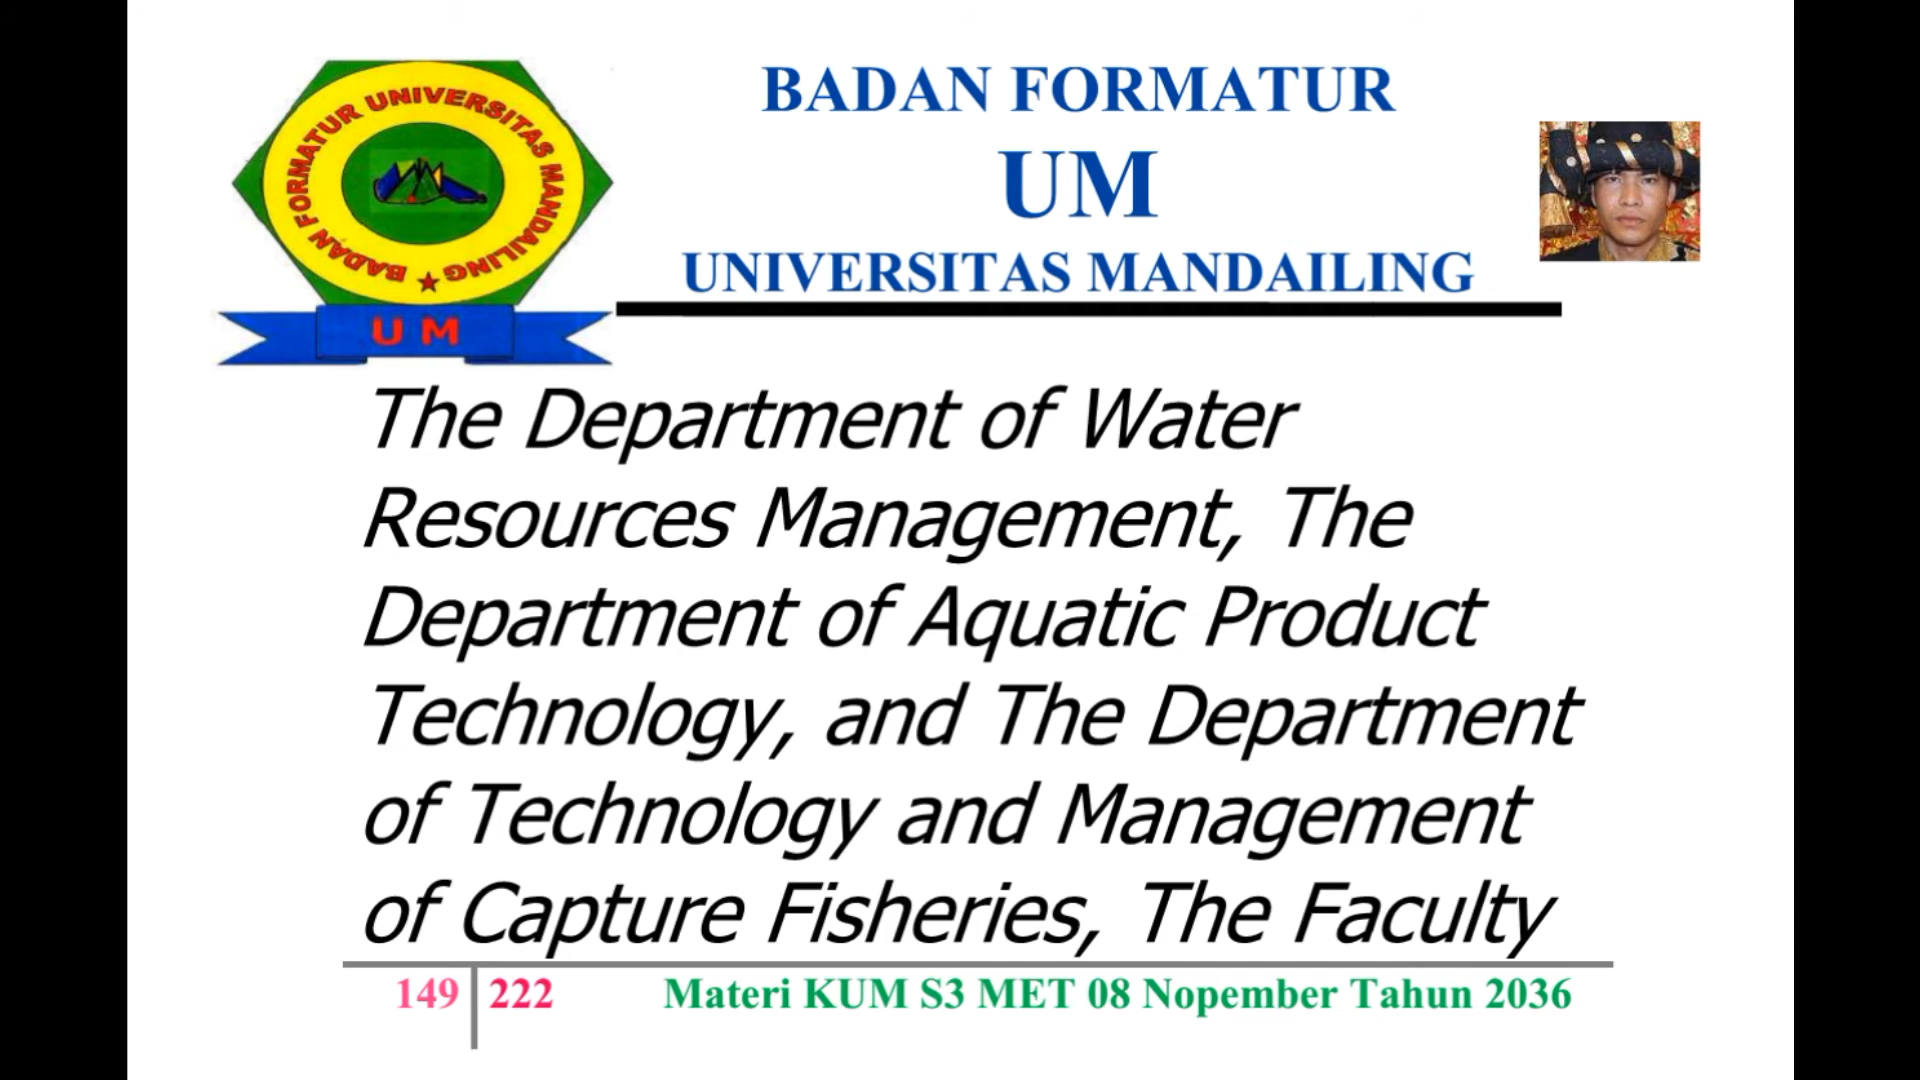 BADAN FORMATUR UNIVERSITAS MANDAILING
UM
BADAN FORMATUR
UM
UNIVERSITAS MANDAILING
The Department of Water
Resources Management, The
Department of Aquatic Product
Technology, and The Department
of Technology and Management
of Capture Fisheries, The Faculty
149 222 Materi KUM S3 MET 08 Nopember Tahun 2036